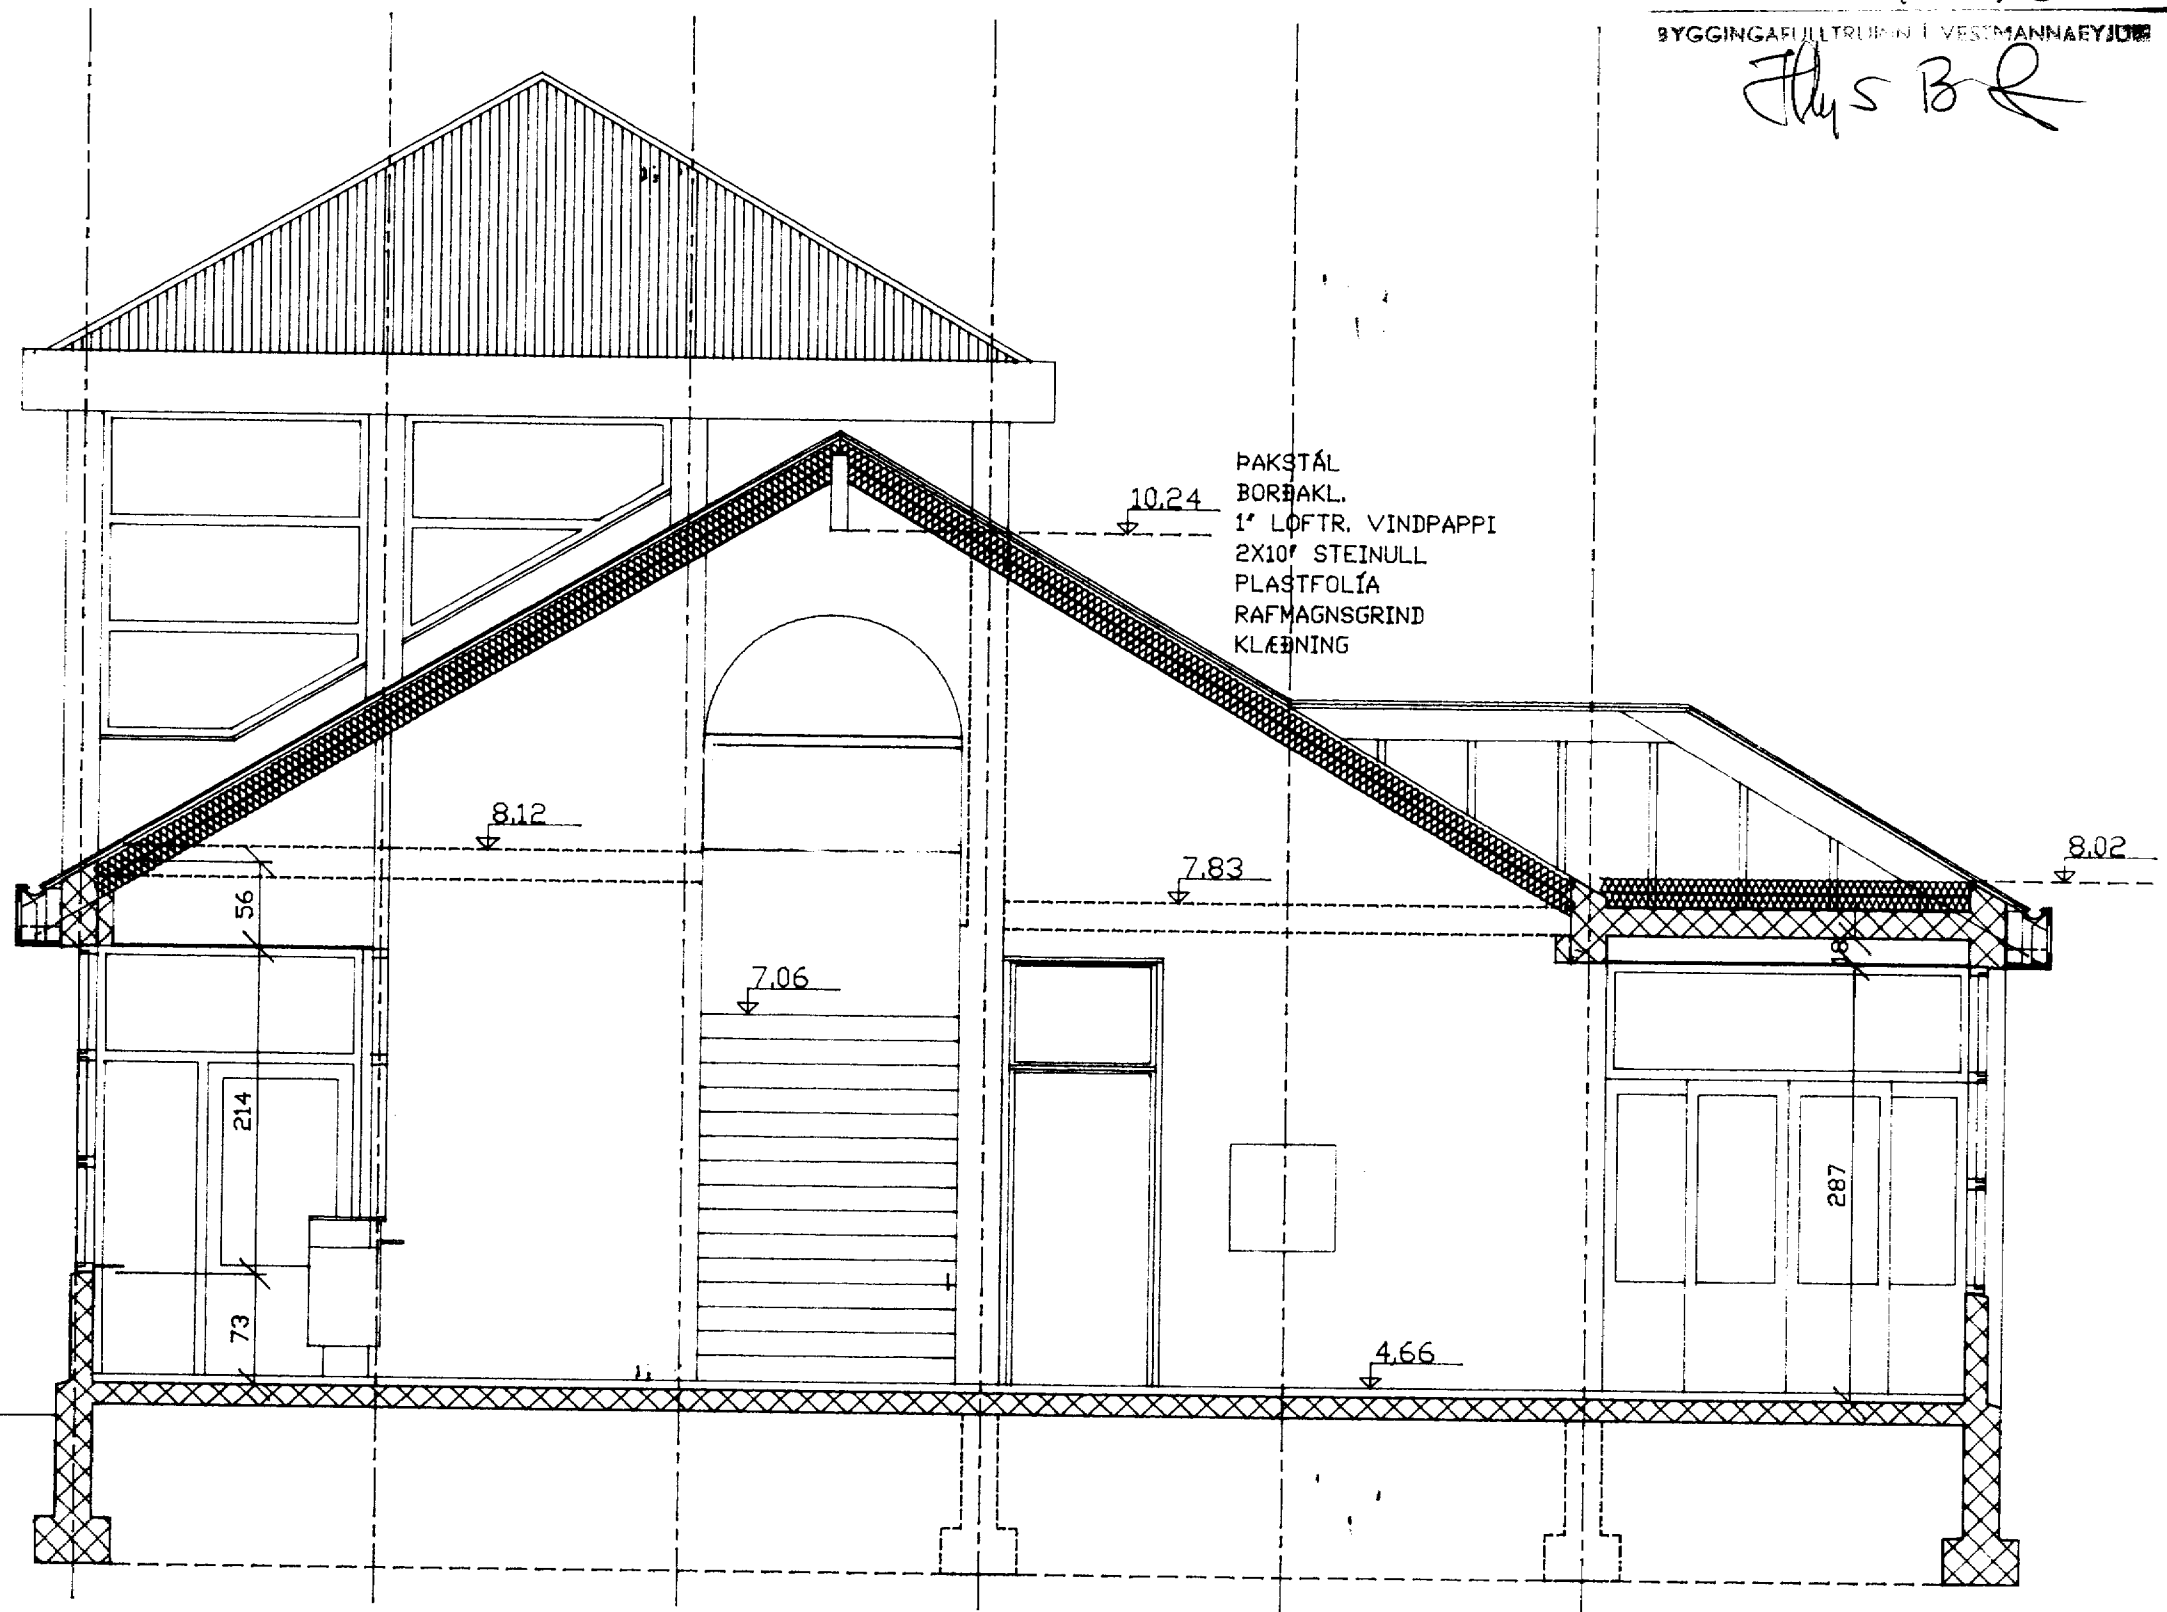 BYGGINGAFULLTRÚINN Í VESTMANNAEYJUM
ÞAKSTÁL
BORÐAKL.
1" LOFTR. VINDPAPPI
2X10" STEINULL
PLASTFOLÍA
RAFMAGNSGRIND
KLÆÐNING
10,24
8,12
7,83
8,02
56
18
7,06
214
287
73
4,66